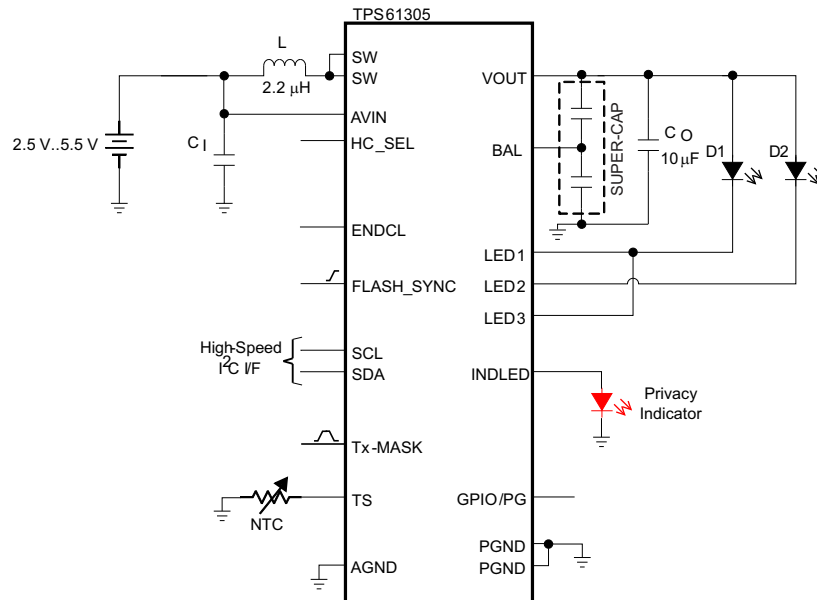 TPS61305
L
2.2 μH
SW
SW
AVIN
HC_SEL
2.5 V..5.5 V
C I
ENDCL
FLASH_SYNC
High-Speed
I²C I/F
SCL
SDA
Tx-MASK
TS
NTC
AGND
VOUT
BAL
SUPER-CAP
C O
10 μF
D1
D2
LED1
LED2
LED3
INDLED
Privacy
Indicator
GPIO/PG
PGND
PGND